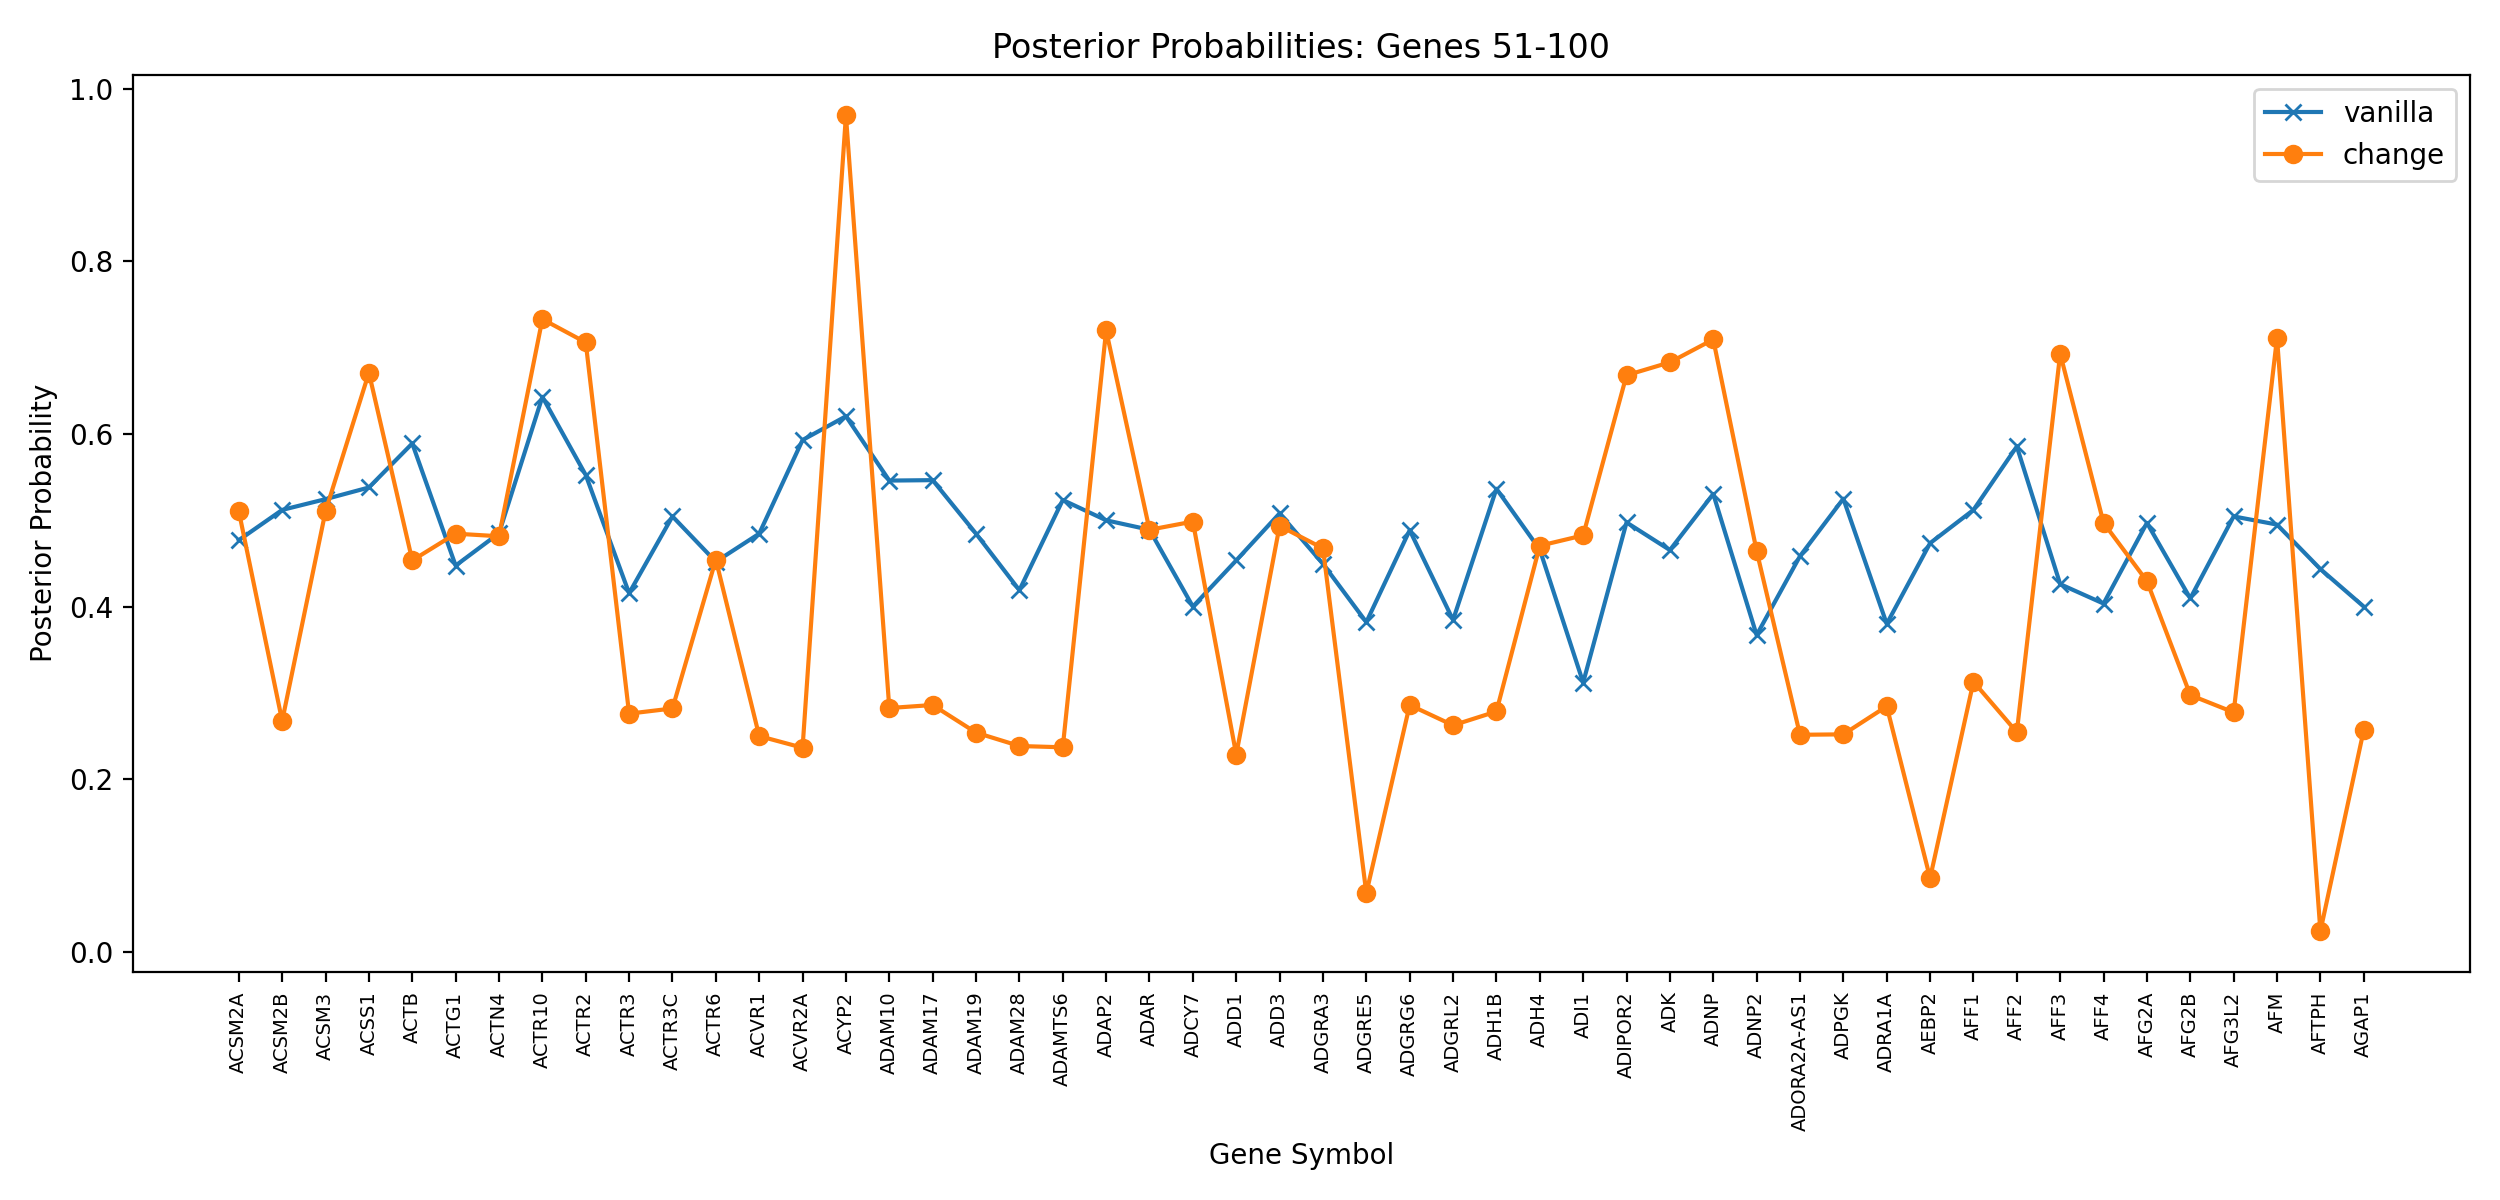 Posterior Probabilities: Genes 51-100
vanilla
change
Posterior Probability
1.0
0.8
0.6
0.4
0.2
0.0
ACSM2A
ACSM2B
ACSM3
ACSS1
ACTB
ACTG1
ACTN4
ACTR10
ACTR2
ACTR3
ACTR3C
ACTR6
ACVR1
ACVR2A
ACYP2
ADAM10
ADAM17
ADAM19
ADAM28
ADAMTS6
ADAP2
ADAR
ADCY7
ADD1
ADD3
ADGRA3
ADGRE5
ADGRG6
ADGRL2
ADH1B
ADH4
ADI1
ADIPOR2
ADK
ADNP
ADNP2
ADORA2A-AS1
ADPGK
ADRA1A
AEBP2
AFF1
AFF2
AFF3
AFF4
AFG2A
AFG2B
AFG3L2
AFM
AFTPH
AGAP1
Gene Symbol